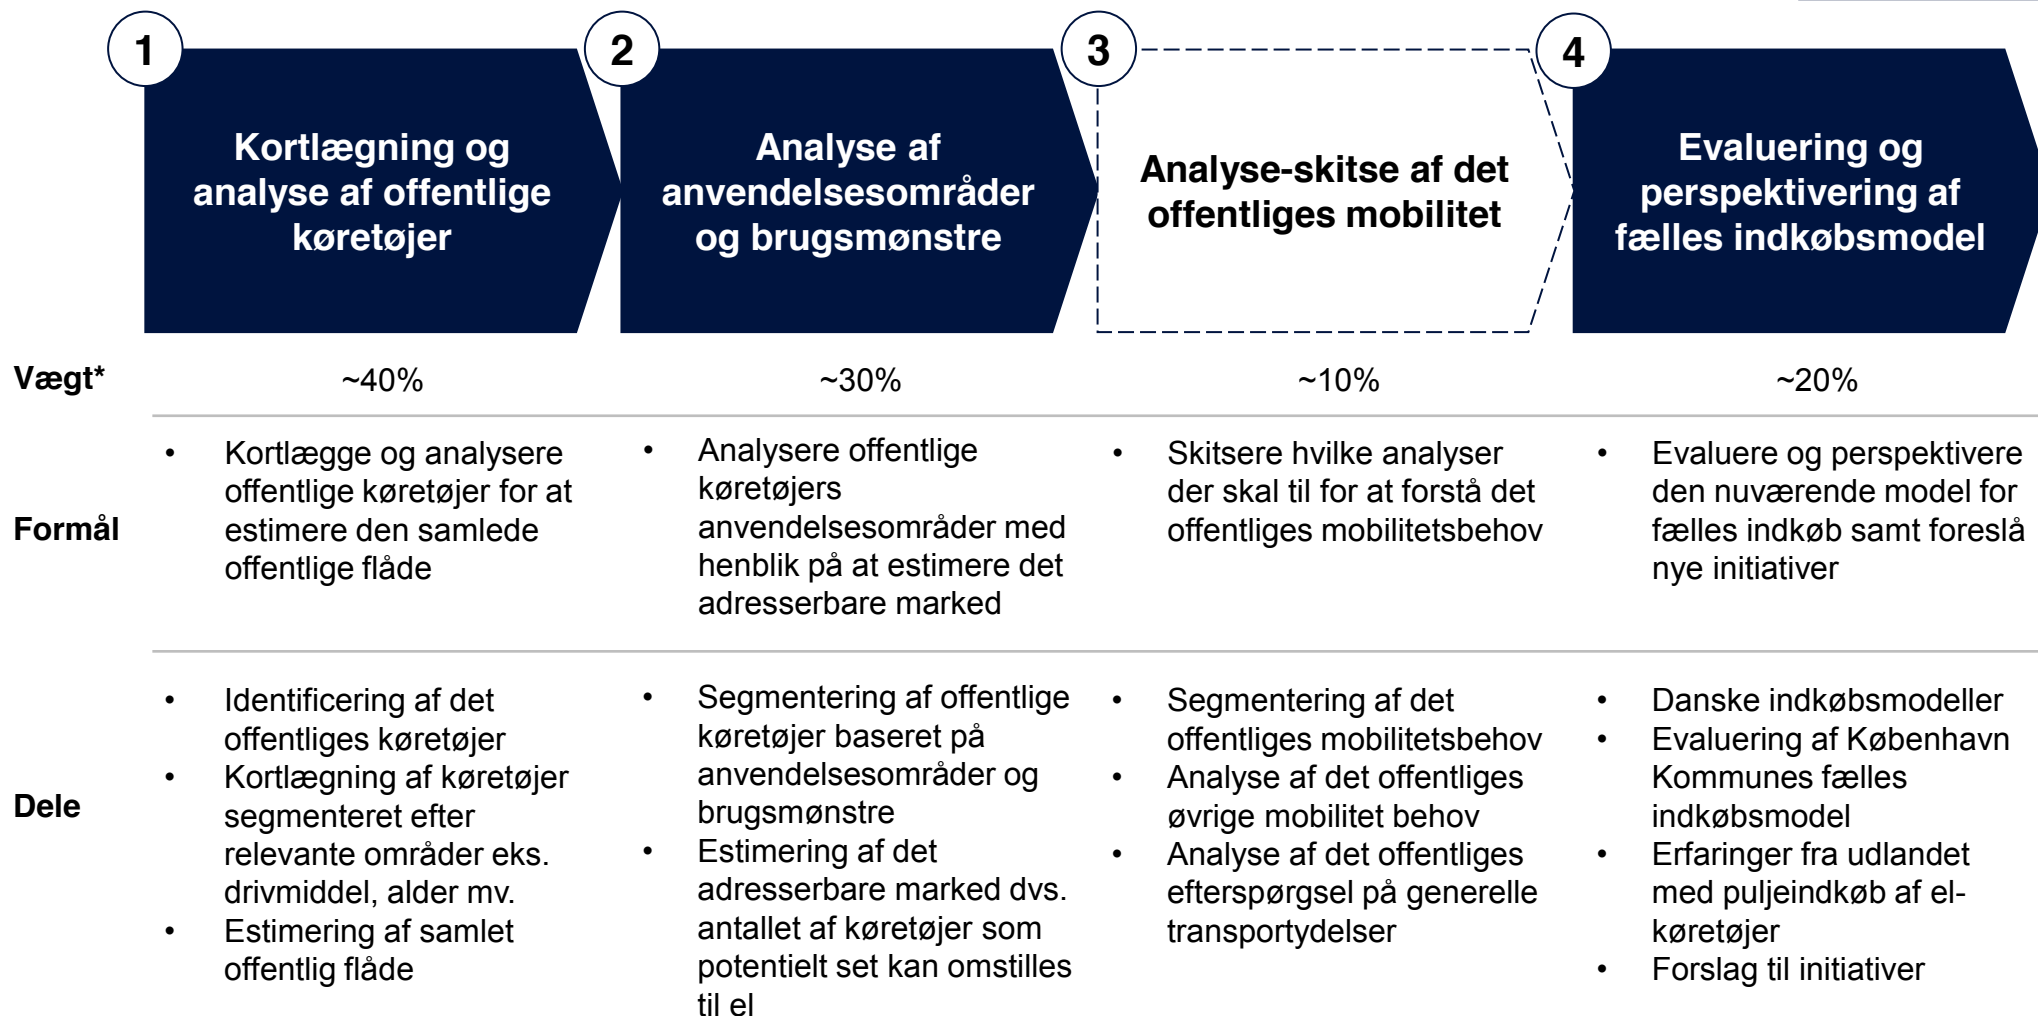 1
Kortlægning og
analyse af offentlige
køretøjer
2
Analyse af
anvendelsesområder
og brugsmønstre
3
Analyse-skitse af det
offentliges mobilitet
4
Evaluering og
perspektivering af
fælles indkøbsmodel
Vægt*
~40%
~30%
~10%
~20%
Formål
• Kortlægge og analysere
offentlige køretøjer for at
estimere den samlede
offentlige flåde
• Analysere offentlige
køretøjers
anvendelsesområder med
henblik på at estimere det
adresserbare marked
• Skitsere hvilke analyser
der skal til for at forstå det
offentliges mobilitetsbehov
• Evaluere og perspektivere
den nuværende model for
fælles indkøb samt foreslå
nye initiativer
Dele
• Identificering af det
offentliges køretøjer
• Kortlægning af køretøjer
segmenteret efter
relevante områder eks.
drivmiddel, alder mv.
• Estimering af samlet
offentlig flåde
• Segmentering af offentlige
køretøjer baseret på
anvendelsesområder og
brugsmønstre
• Estimering af det
adresserbare marked dvs.
antallet af køretøjer som
potentielt set kan omstilles
til el
• Segmentering af det
offentliges mobilitetsbehov
• Analyse af det offentliges
øvrige mobilitet behov
• Analyse af det offentliges
efterspørgsel på generelle
transportydelser
• Danske indkøbsmodeller
• Evaluering af København
Kommunes fælles
indkøbsmodel
• Erfaringer fra udlandet
med puljeindkøb af el-
køretøjer
• Forslag til initiativer